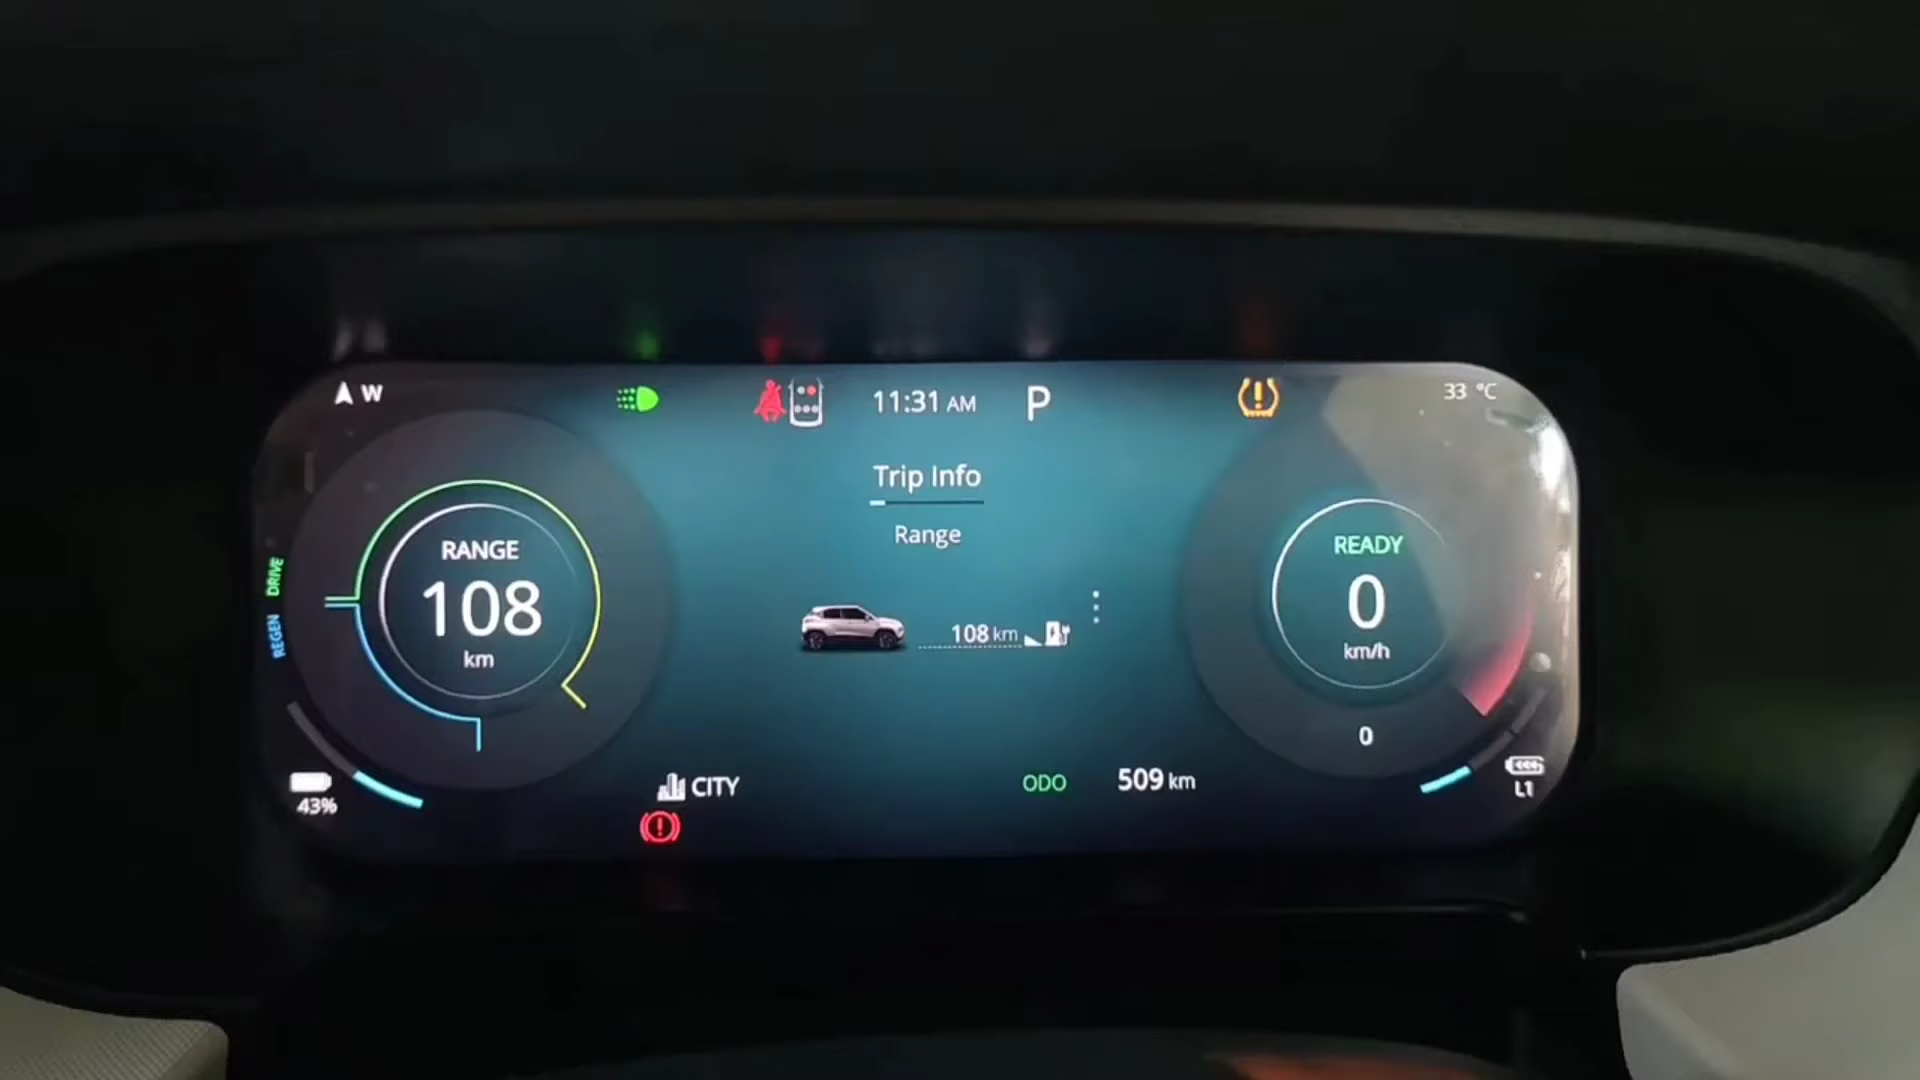 W
11:31 AM
P
33 °C
Trip Info
Range
RANGE
108
km
DRIVE
REGEN
108 km
READY
0
km/h
0
43%
CITY
ODO 509 km
L1